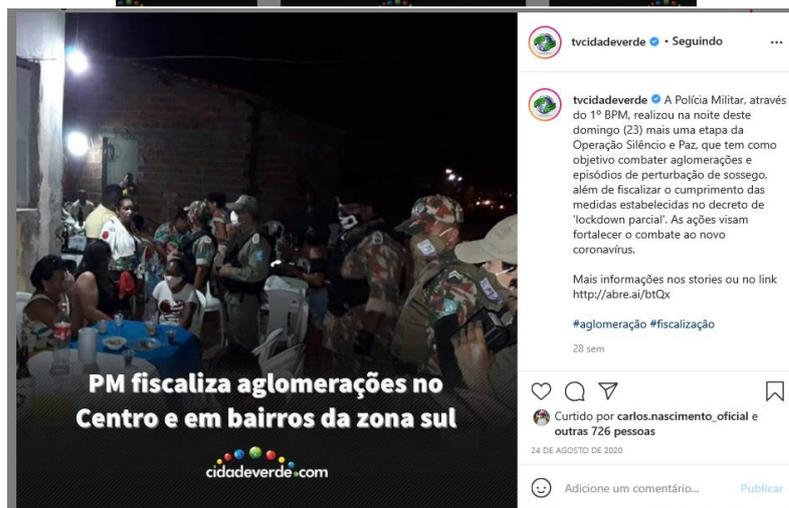 tvcidadeverde • Seguindo
...
tvcidadeverde A Polícia Militar, através
do 1º BPM, realizou na noite deste
domingo (23) mais uma etapa da
Operação Silêncio e Paz, que tem como
objetivo combater aglomerações e
episódios de perturbação de sossego,
além de fiscalizar o cumprimento das
medidas estabelecidas no decreto de
'lockdown parcial'. As ações visam
fortalecer o combate ao novo
coronavírus.
Mais informações nos stories ou no link
http://abre.ai/btQx
#aglomeração #fiscalização
28 sem
PM fiscaliza aglomerações no
Centro e em bairros da zona sul
cidadeverde.com
Curtido por carlos.nascimento_oficial e
outras 726 pessoas
24 DE AGOSTO DE 2020
Adicione um comentário... Publicar